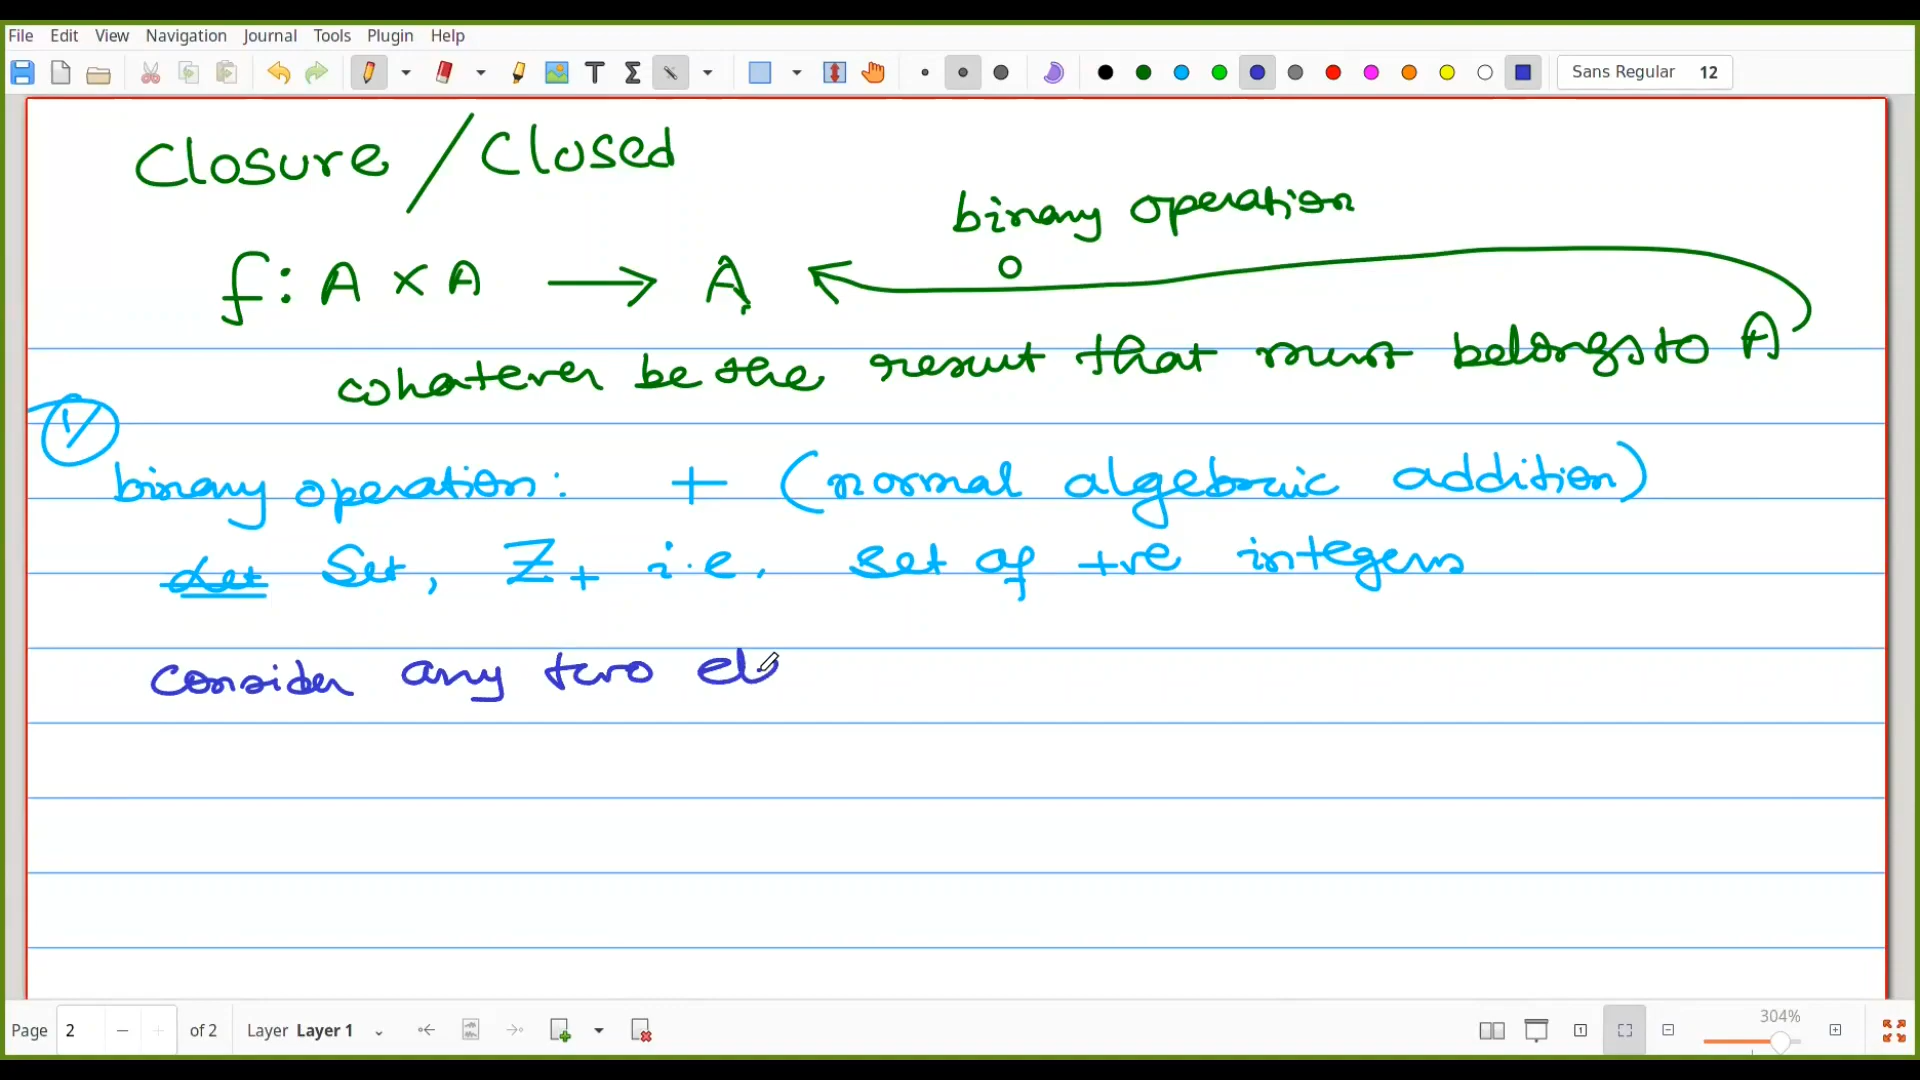 File Edit View Navigation Journal Tools Plugin Help
Sans Regular 12
Closure / Closed
binary operation
f : A × A → A
whatever be the result that must belongs to A
1/
binary operation : + (normal algebraic addition)
Let Set, Z+ i.e. set of +ve integers
consider any two ele
Page 2 of 2 Layer Layer 1 304%